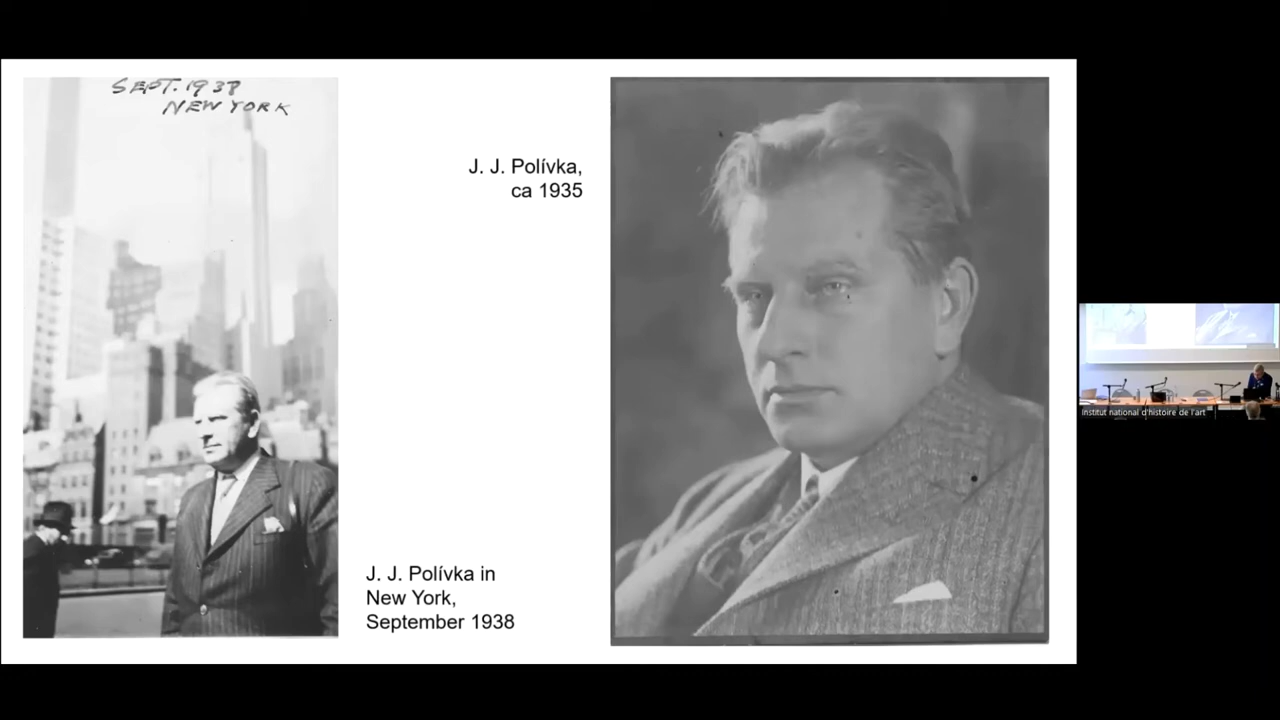 SEPT. 1938
NEW YORK
J. J. Polívka,
ca 1935
J. J. Polívka in
New York,
September 1938
Institut national d'histoire de l'art